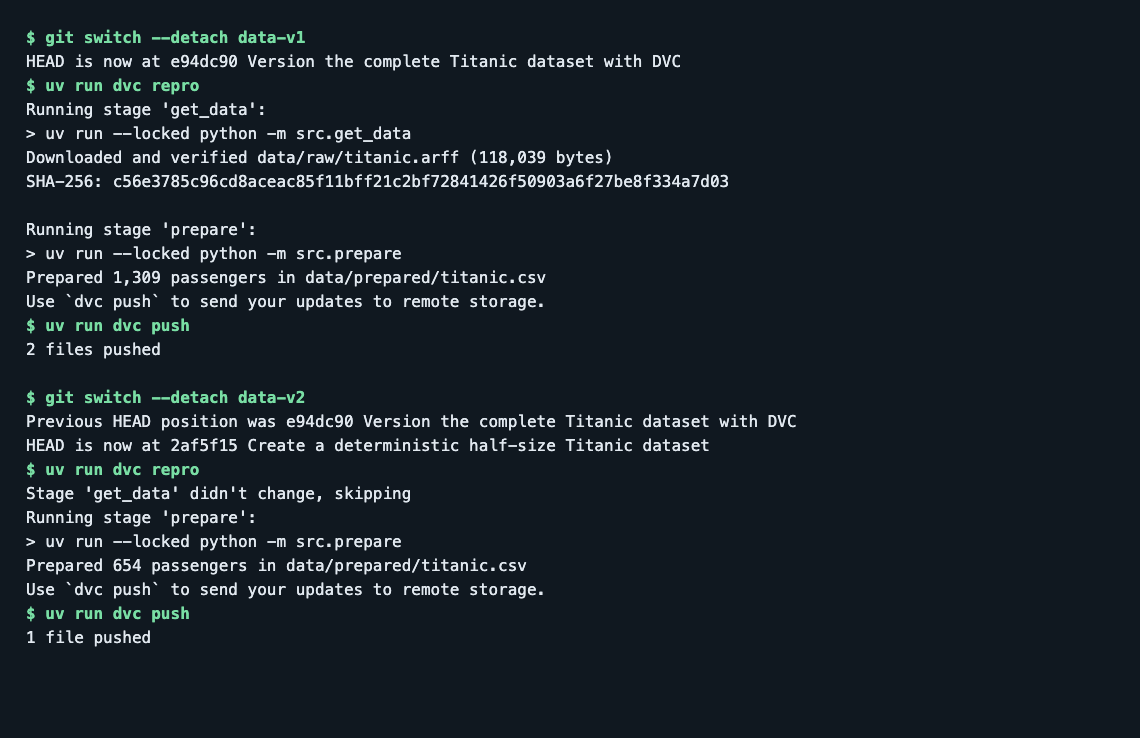 $ git switch --detach data-v1
HEAD is now at e94dc90 Version the complete Titanic dataset with DVC
$ uv run dvc repro
Running stage 'get_data':
> uv run --locked python -m src.get_data
Downloaded and verified data/raw/titanic.arff (118,039 bytes)
SHA-256: c56e3785c96cd8aceac85f11bff21c2bf72841426f50903a6f27be8f334a7d03
Running stage 'prepare':
> uv run --locked python -m src.prepare
Prepared 1,309 passengers in data/prepared/titanic.csv
Use `dvc push` to send your updates to remote storage.
$ uv run dvc push
2 files pushed
$ git switch --detach data-v2
Previous HEAD position was e94dc90 Version the complete Titanic dataset with DVC
HEAD is now at 2af5f15 Create a deterministic half-size Titanic dataset
$ uv run dvc repro
Stage 'get_data' didn't change, skipping
Running stage 'prepare':
> uv run --locked python -m src.prepare
Prepared 654 passengers in data/prepared/titanic.csv
Use `dvc push` to send your updates to remote storage.
$ uv run dvc push
1 file pushed